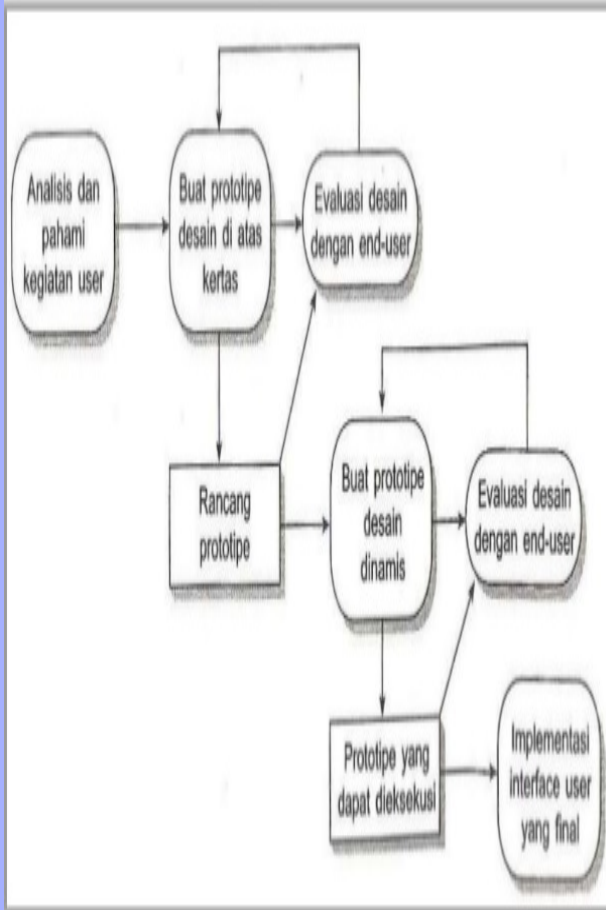 Analisis dan
pahami
kegiatan user
Buat prototipe
desain di atas
kertas
Evaluasi desain
dengan end-user
Rancang
prototipe
Buat prototipe
desain
dinamis
Evaluasi desain
dengan end-user
Prototipe yang
dapat dieksekusi
Implementasi
interface user
yang final